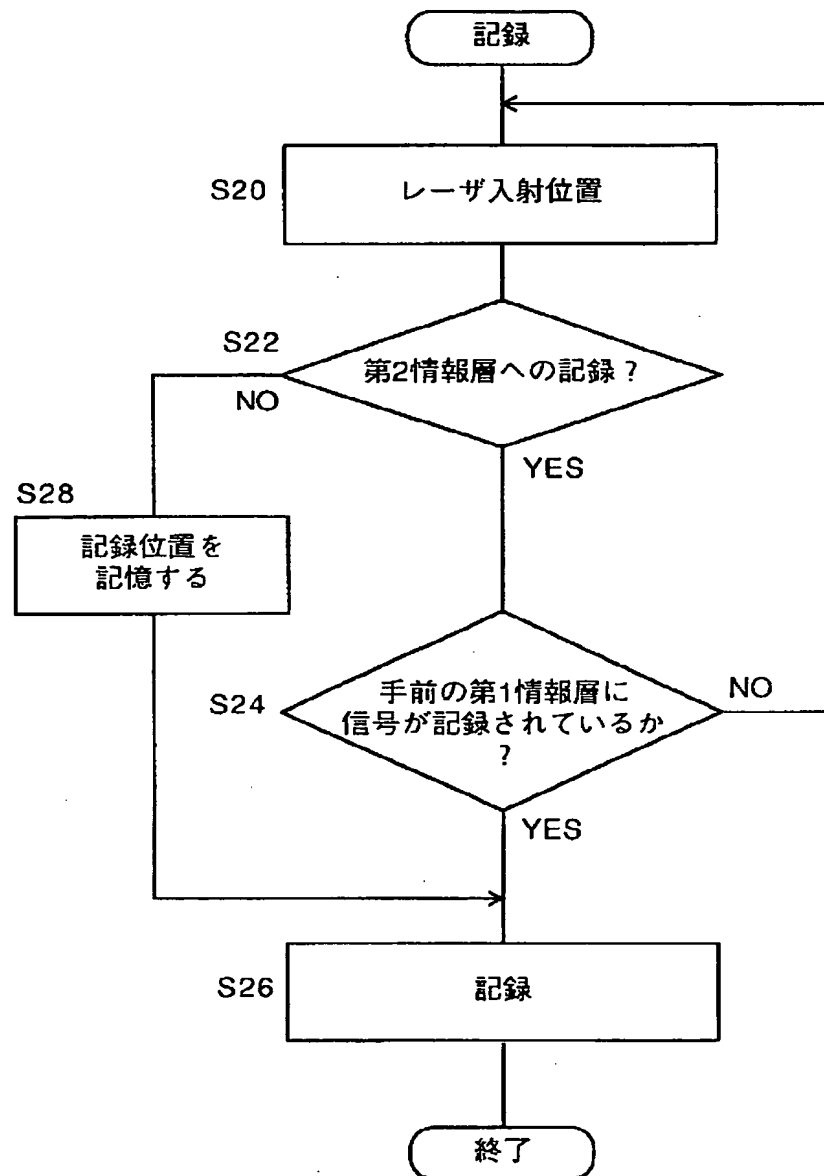 記録
S20
レーザ入射位置
S22
第2情報層への記録?
NO
YES
S28
記録位置を
記憶する
S24
手前の第1情報層に
信号が記録されているか
?
NO
YES
S26
記録
終了